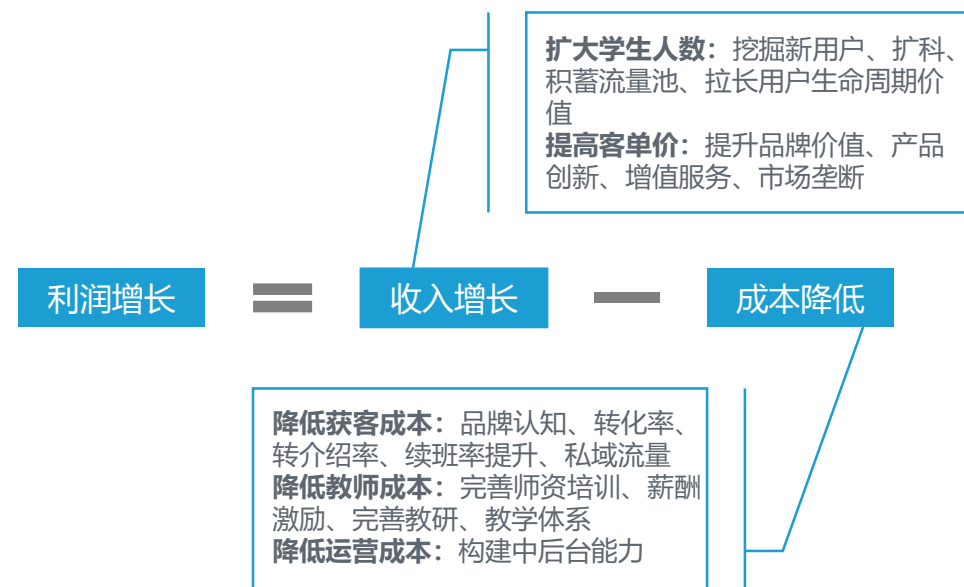 扩大学生人数：挖掘新用户、扩科、
积蓄流量池、拉长用户生命周期价
值
提高客单价：提升品牌价值、产品
创新、增值服务、市场垄断
利润增长 = 收入增长 — 成本降低
降低获客成本：品牌认知、转化率、
转介绍率、续班率提升、私域流量
降低教师成本：完善师资培训、薪酬
激励、完善教研、教学体系
降低运营成本：构建中后台能力